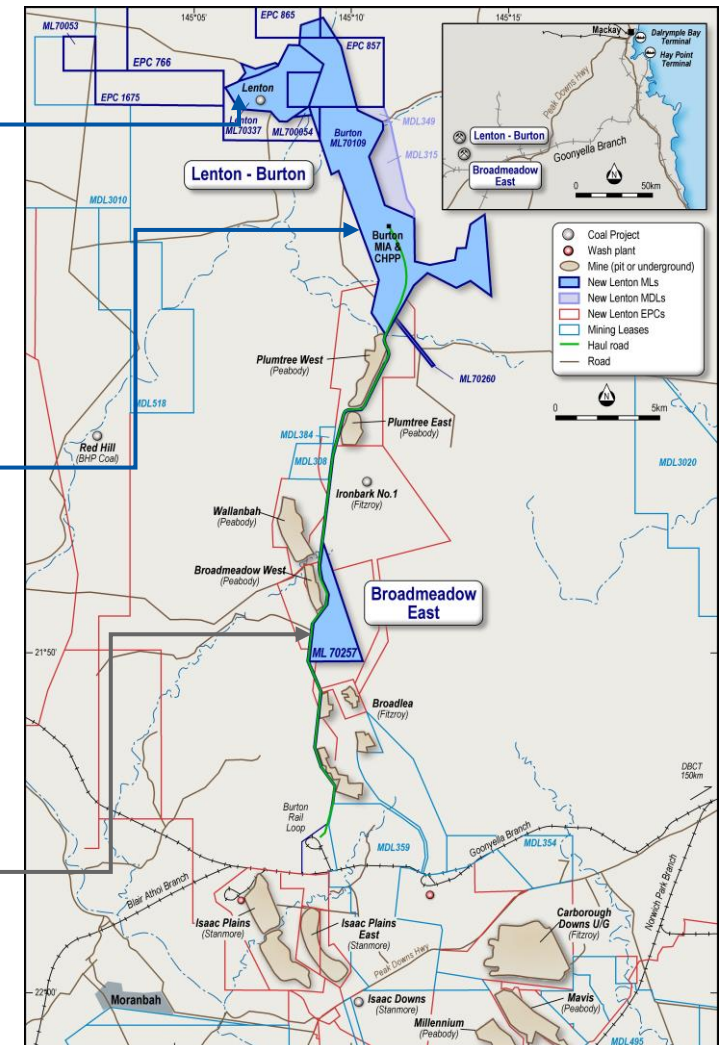 145°05'
145°10'
145°15'
ML70053
EPC 865
EPC 857
EPC 766
EPC 1675
Lenton
Lenton
ML70337
ML700054
Burton
ML70109
MDL349
MDL315
Lenton - Burton
MDL3010
Burton
MIA &
CHPP
Mackay
Dalrymple Bay
Terminal
Hay Point
Terminal
Peak Downs Hwy
Lenton - Burton
Goonyella Branch
Broadmeadow
East
N
0
50km
Coal Project
Wash plant
Mine (pit or underground)
New Lenton MLs
New Lenton MDLs
New Lenton EPCs
Mining Leases
Haul road
Road
N
0
5km
Plumtree West
(Peabody)
ML70260
MDL518
Plumtree East
(Peabody)
MDL384
MDL308
Red Hill
(BHP Coal)
MDL3020
Ironbark No.1
(Fitzroy)
Wallanbah
(Peabody)
Broadmeadow West
(Peabody)
Broadmeadow
East
21°50'
ML 70257
Broadlea
(Fitzroy)
DBCT
150km
Burton
Rail
Loop
MDL359
Goonyella Branch
MDL354
Norwich Park Branch
Blair Athol Branch
Isaac Plains
(Stanmore)
Isaac Plains
East
(Stanmore)
Carborough
Downs U/G
(Fitzroy)
Peak Downs Hwy
22°00'
Moranbah
Isaac Downs
(Stanmore)
Mavis
(Peabody)
Millennium
(Peabody)
MDL495